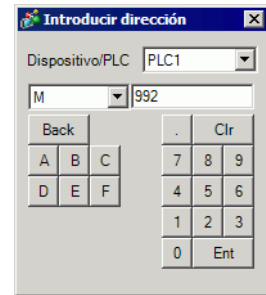 Introducir dirección
Dispositivo/PLC PLC1
M 992
Back . Clr
A B C 7 8 9
D E F 4 5 6
1 2 3
0 Ent